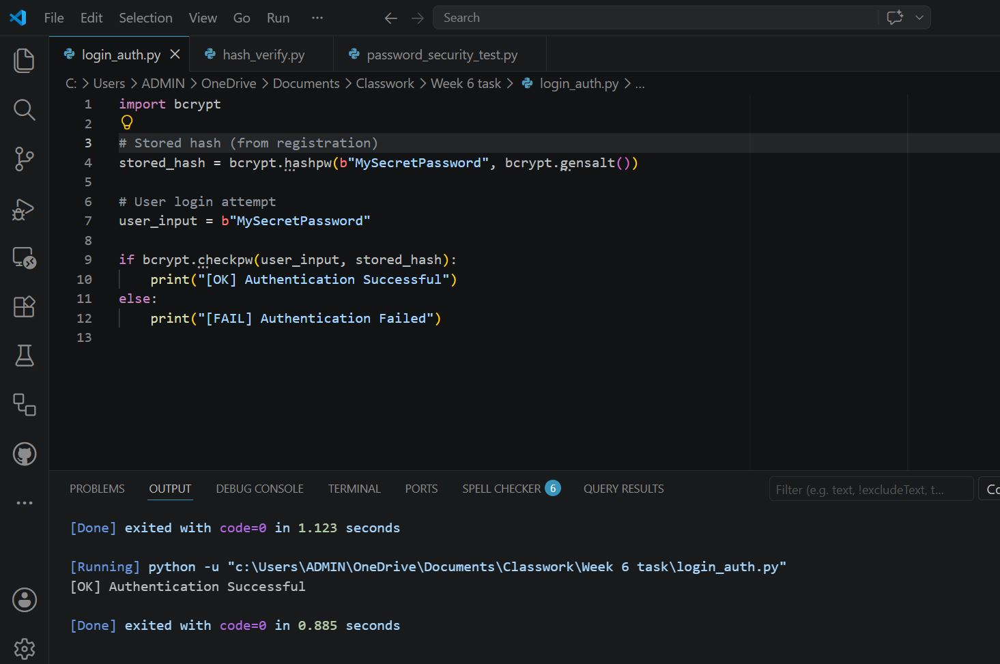 File Edit Selection View Go Run ...
Search
login_auth.py
hash_verify.py
password_security_test.py
C: > Users > ADMIN > OneDrive > Documents > Classwork > Week 6 task > login_auth.py > ...
1 import bcrypt
2
3 # Stored hash (from registration)
4 stored_hash = bcrypt.hashpw(b"MySecretPassword", bcrypt.gensalt())
5
6 # User login attempt
7 user_input = b"MySecretPassword"
8
9 if bcrypt.checkpw(user_input, stored_hash):
10     print("[OK] Authentication Successful")
11 else:
12     print("[FAIL] Authentication Failed")
13
PROBLEMS OUTPUT DEBUG CONSOLE TERMINAL PORTS SPELL CHECKER 6 QUERY RESULTS
Filter (e.g. text, !excludeText, t...
Co
[Done] exited with code=0 in 1.123 seconds
[Running] python -u "c:\Users\ADMIN\OneDrive\Documents\Classwork\Week 6 task\login_auth.py"
[OK] Authentication Successful
[Done] exited with code=0 in 0.885 seconds